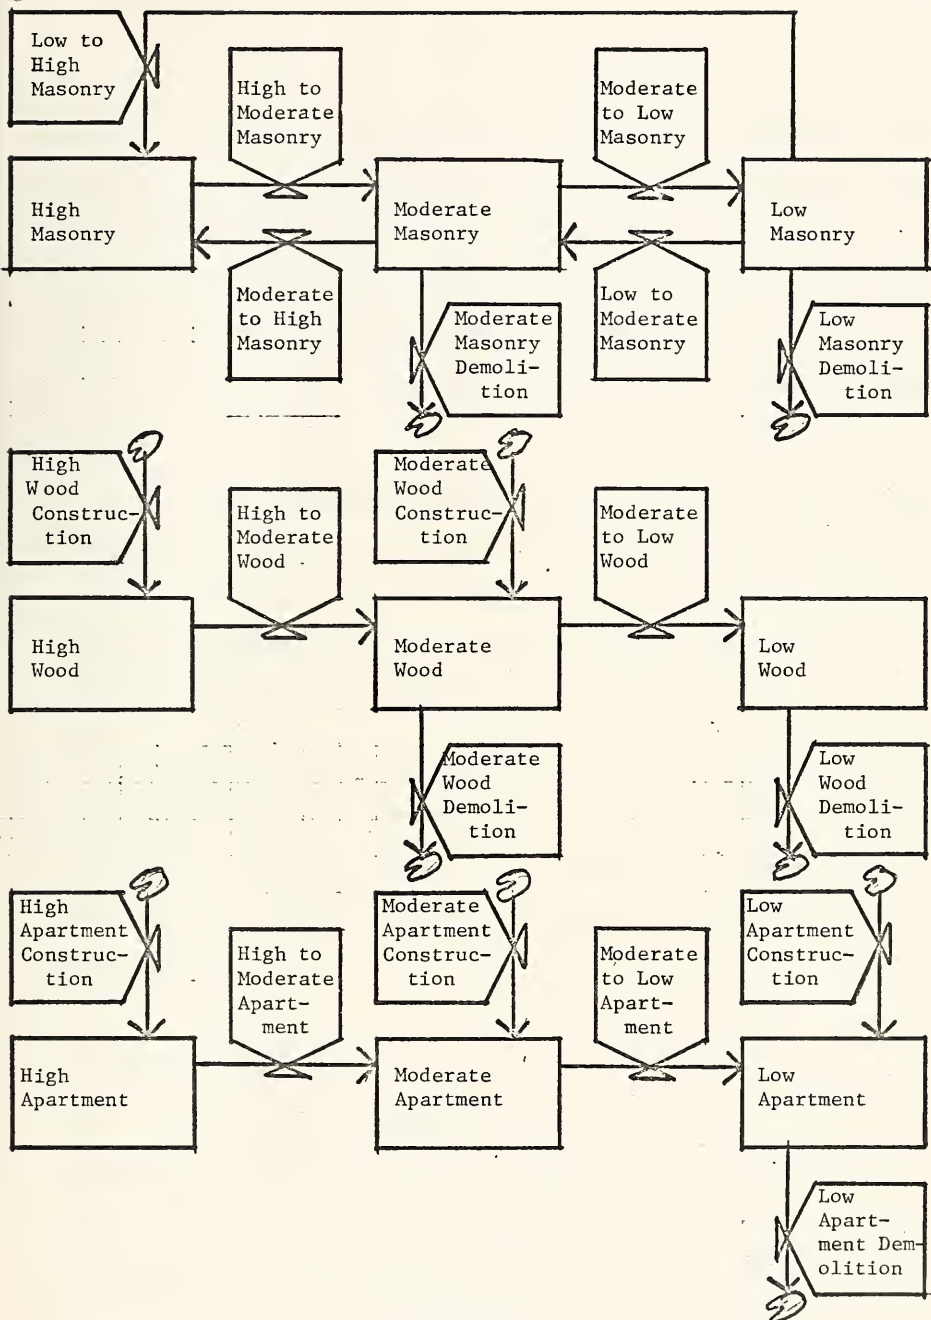 Low to
High
Masonry
High to
Moderate
Masonry
Moderate
to Low
Masonry
High
Masonry
Moderate
Masonry
Low
Masonry
Moderate
to High
Masonry
Moderate
Masonry
Demoli-
tion
Low to
Moderate
Masonry
Low
Masonry
Demoli-
tion
High
Wood
Construc-
tion
High to
Moderate
Wood
Moderate
Wood
Construc-
tion
Moderate
to Low
Wood
High
Wood
Moderate
Wood
Low
Wood
Moderate
Wood
Demoli-
tion
Low
Wood
Demoli-
tion
High
Apartment
Construc-
tion
High to
Moderate
Apart-
ment
Moderate
Apartment
Construc-
tion
Moderate
to Low
Apart-
ment
Low
Apartment
Construc-
tion
High
Apartment
Moderate
Apartment
Low
Apartment
Low
Apart-
ment Dem-
olition